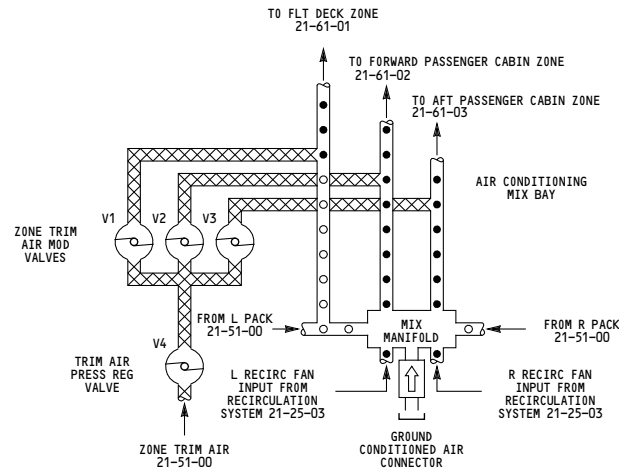 TO FLT DECK ZONE
21-61-01
TO FORWARD PASSENGER CABIN ZONE
21-61-02
TO AFT PASSENGER CABIN ZONE
21-61-03
AIR CONDITIONING
MIX BAY
V1
V2
V3
ZONE TRIM
AIR MOD
VALVES
FROM L PACK
21-51-00
MIX
MANIFOLD
FROM R PACK
21-51-00
V4
TRIM AIR
PRESS REG
VALVE
L RECIRC FAN
INPUT FROM
RECIRCULATION
SYSTEM 21-25-03
R RECIRC FAN
INPUT FROM
RECIRCULATION
SYSTEM 21-25-03
ZONE TRIM AIR
21-51-00
GROUND
CONDITIONED AIR
CONNECTOR